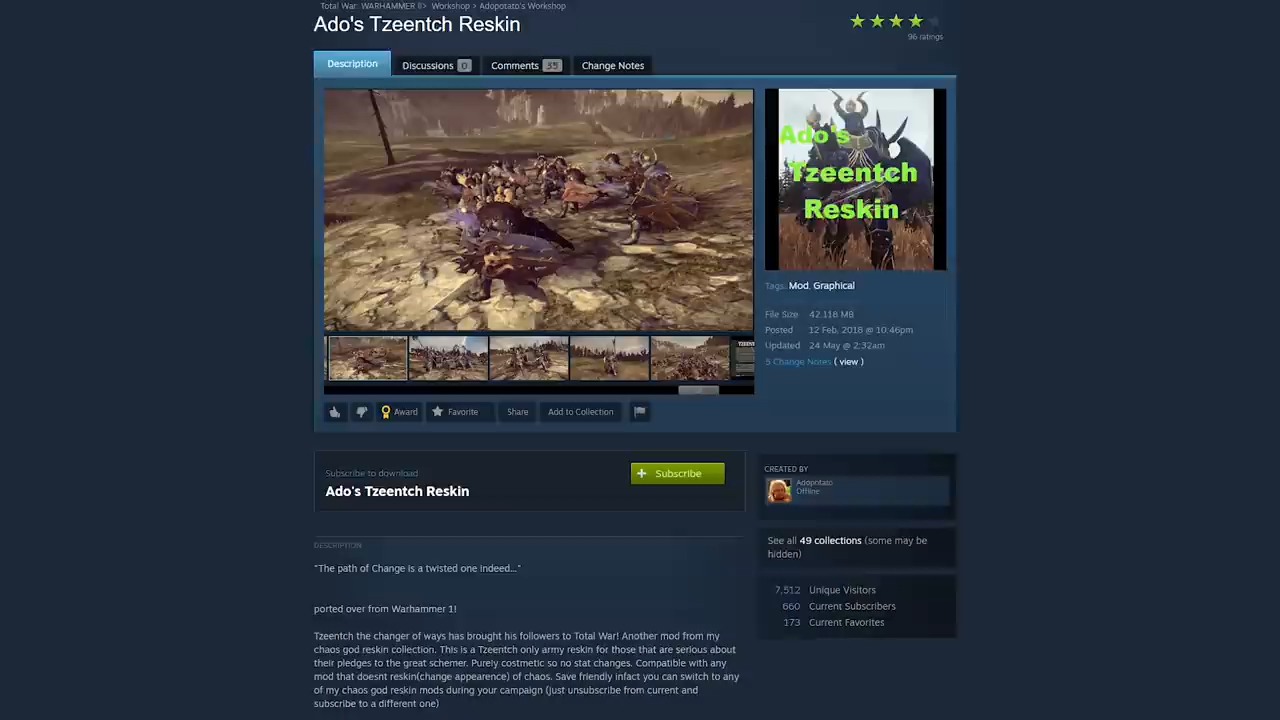 Total War: WARHAMMER II> Workshop > Adopotato's Workshop
Ado's Tzeentch Reskin
96 ratings
Description
Discussions 0
Comments 35
Change Notes
Ado's
Tzeentch
Reskin
Tags: Mod, Graphical
File Size 42.118 MB
Posted 12 Feb, 2018 @ 10:46pm
Updated 24 May @ 2:32am
5 Change Notes ( view )
Award
Favorite
Share
Add to Collection
Subscribe to download
Ado's Tzeentch Reskin
Subscribe
CREATED BY
Adopotato
Offline
See all 49 collections (some may be
hidden)
7,512 Unique Visitors
660 Current Subscribers
173 Current Favorites
DESCRIPTION
"The path of Change is a twisted one indeed..."
ported over from Warhammer 1!
Tzeentch the changer of ways has brought his followers to Total War! Another mod from my
chaos god reskin collection. This is a Tzeentch only army reskin for those that are serious about
their pledges to the great schemer. Purely costmetic so no stat changes. Compatible with any
mod that doesnt reskin(change appearence) of chaos. Save friendly infact you can switch to any
of my chaos god reskin mods during your campaign (just unsubscribe from current and
subscribe to a different one)